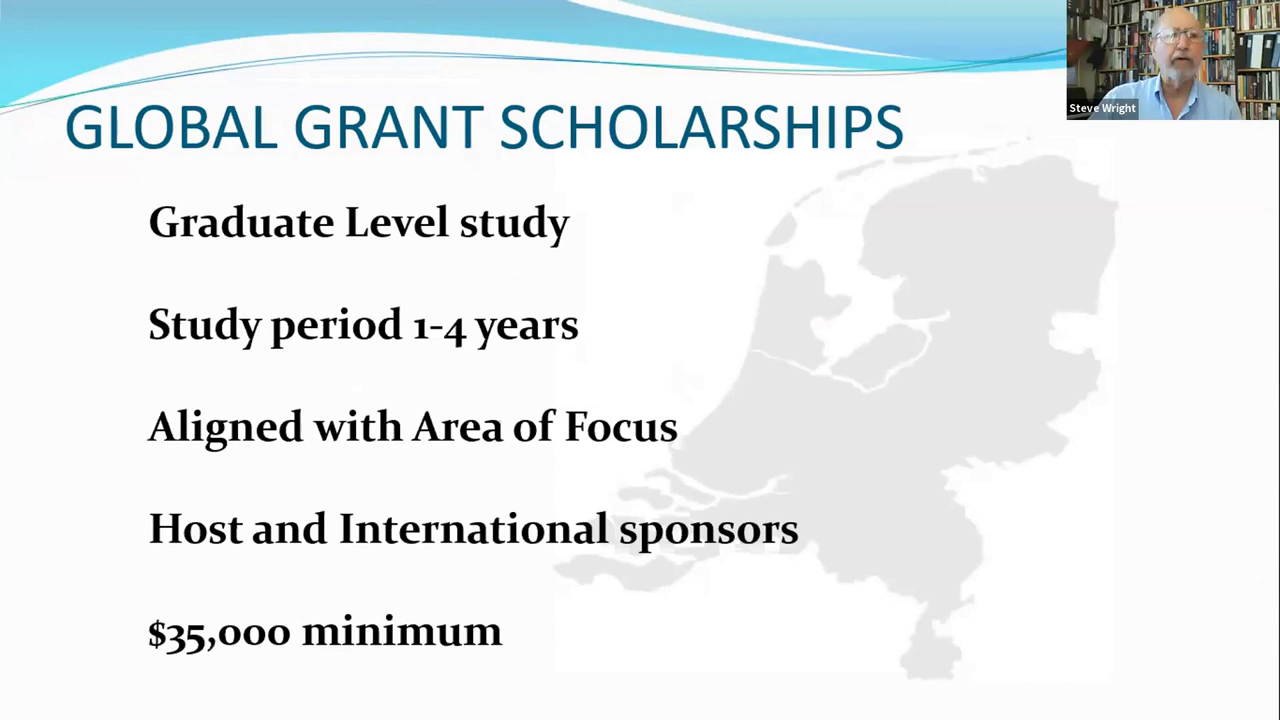 GLOBAL GRANT SCHOLARSHIPS
Steve Wright
Graduate Level study
Study period 1-4 years
Aligned with Area of Focus
Host and International sponsors
$35,000 minimum